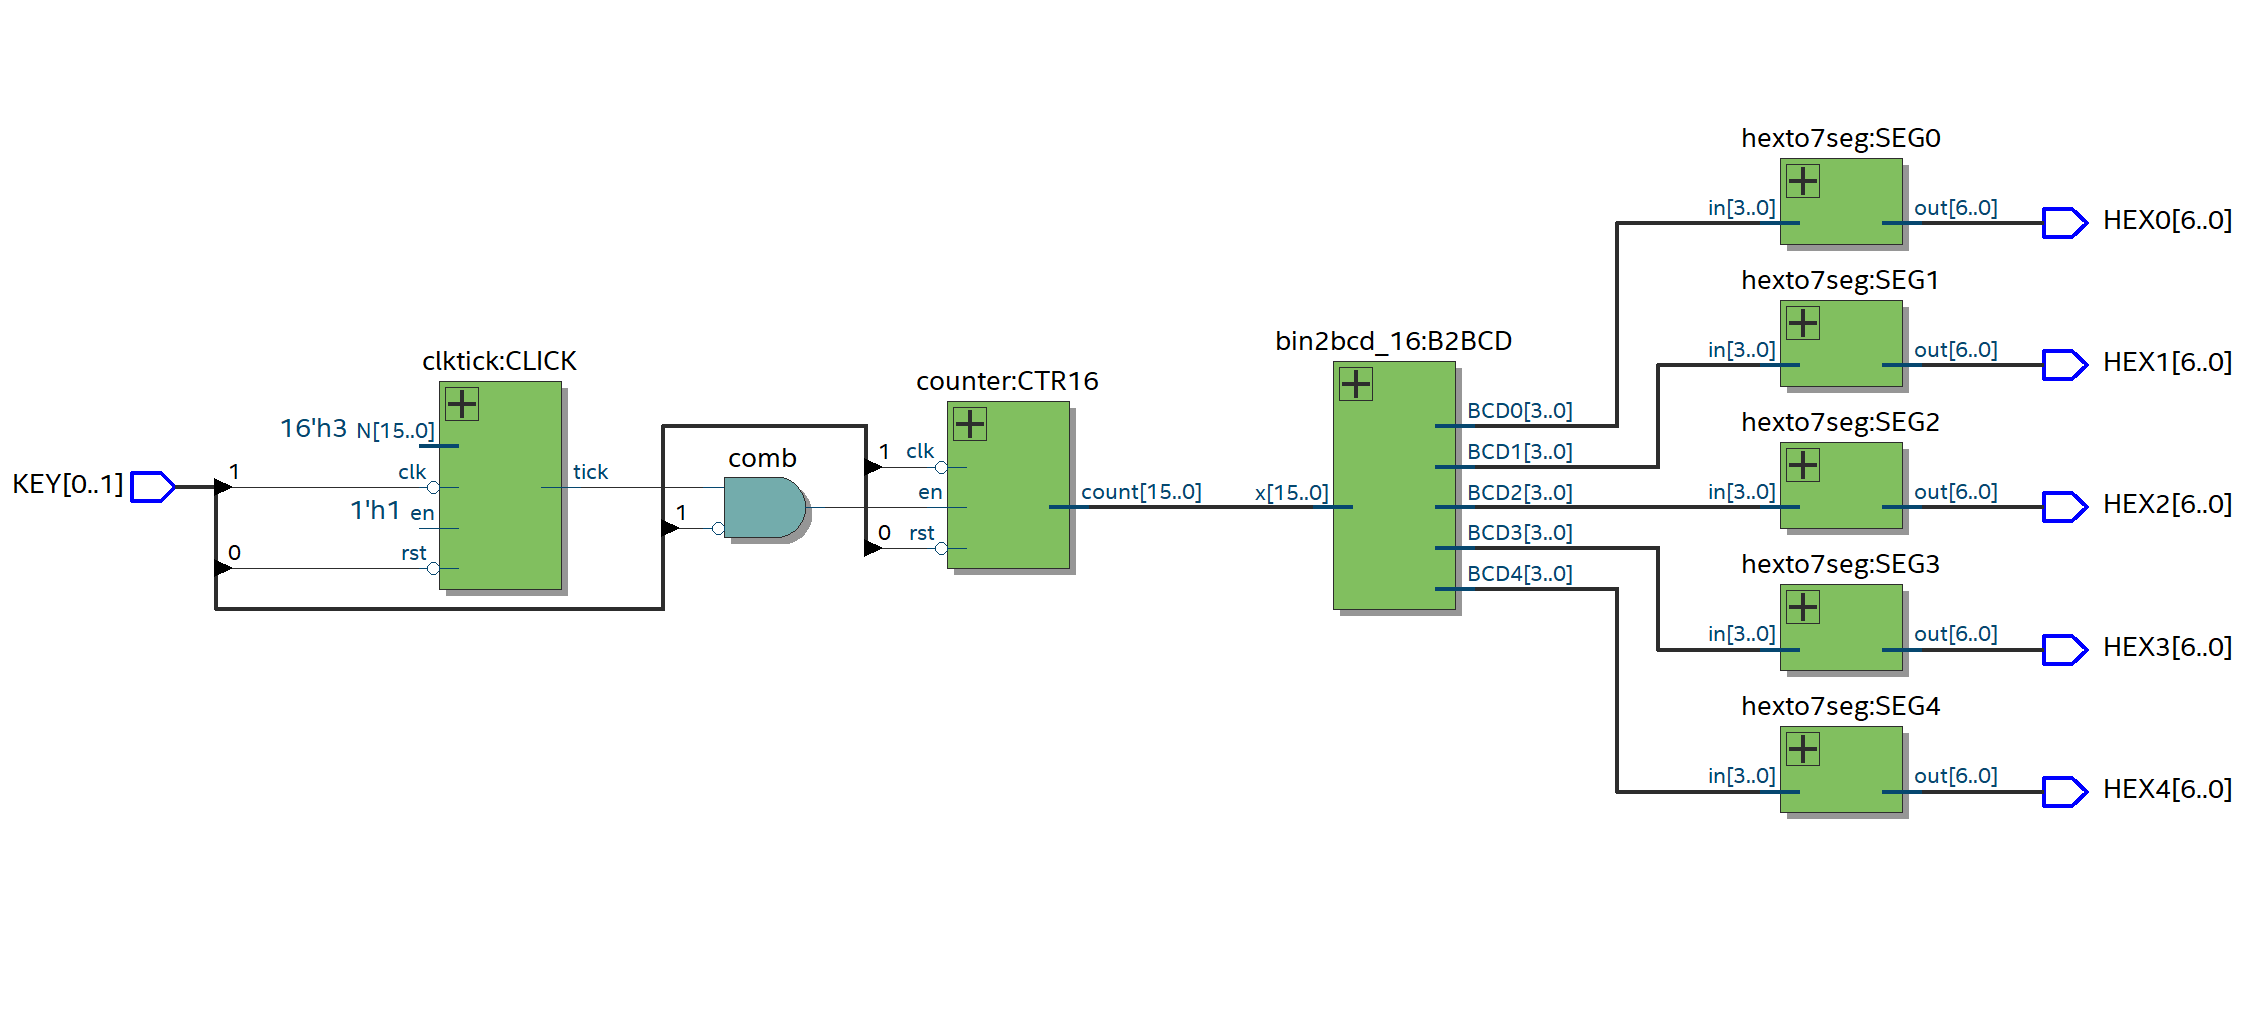 KEY[0..1]
1
0
clktick:CLICK
16'h3 N[15..0]
clk
1'h1 en
rst
tick
comb
1
counter:CTR16
1 clk
en
0 rst
count[15..0]
bin2bcd_16:B2BCD
x[15..0]
BCD0[3..0]
BCD1[3..0]
BCD2[3..0]
BCD3[3..0]
BCD4[3..0]
hexto7seg:SEG0
in[3..0]
out[6..0]
HEX0[6..0]
hexto7seg:SEG1
in[3..0]
out[6..0]
HEX1[6..0]
hexto7seg:SEG2
in[3..0]
out[6..0]
HEX2[6..0]
hexto7seg:SEG3
in[3..0]
out[6..0]
HEX3[6..0]
hexto7seg:SEG4
in[3..0]
out[6..0]
HEX4[6..0]